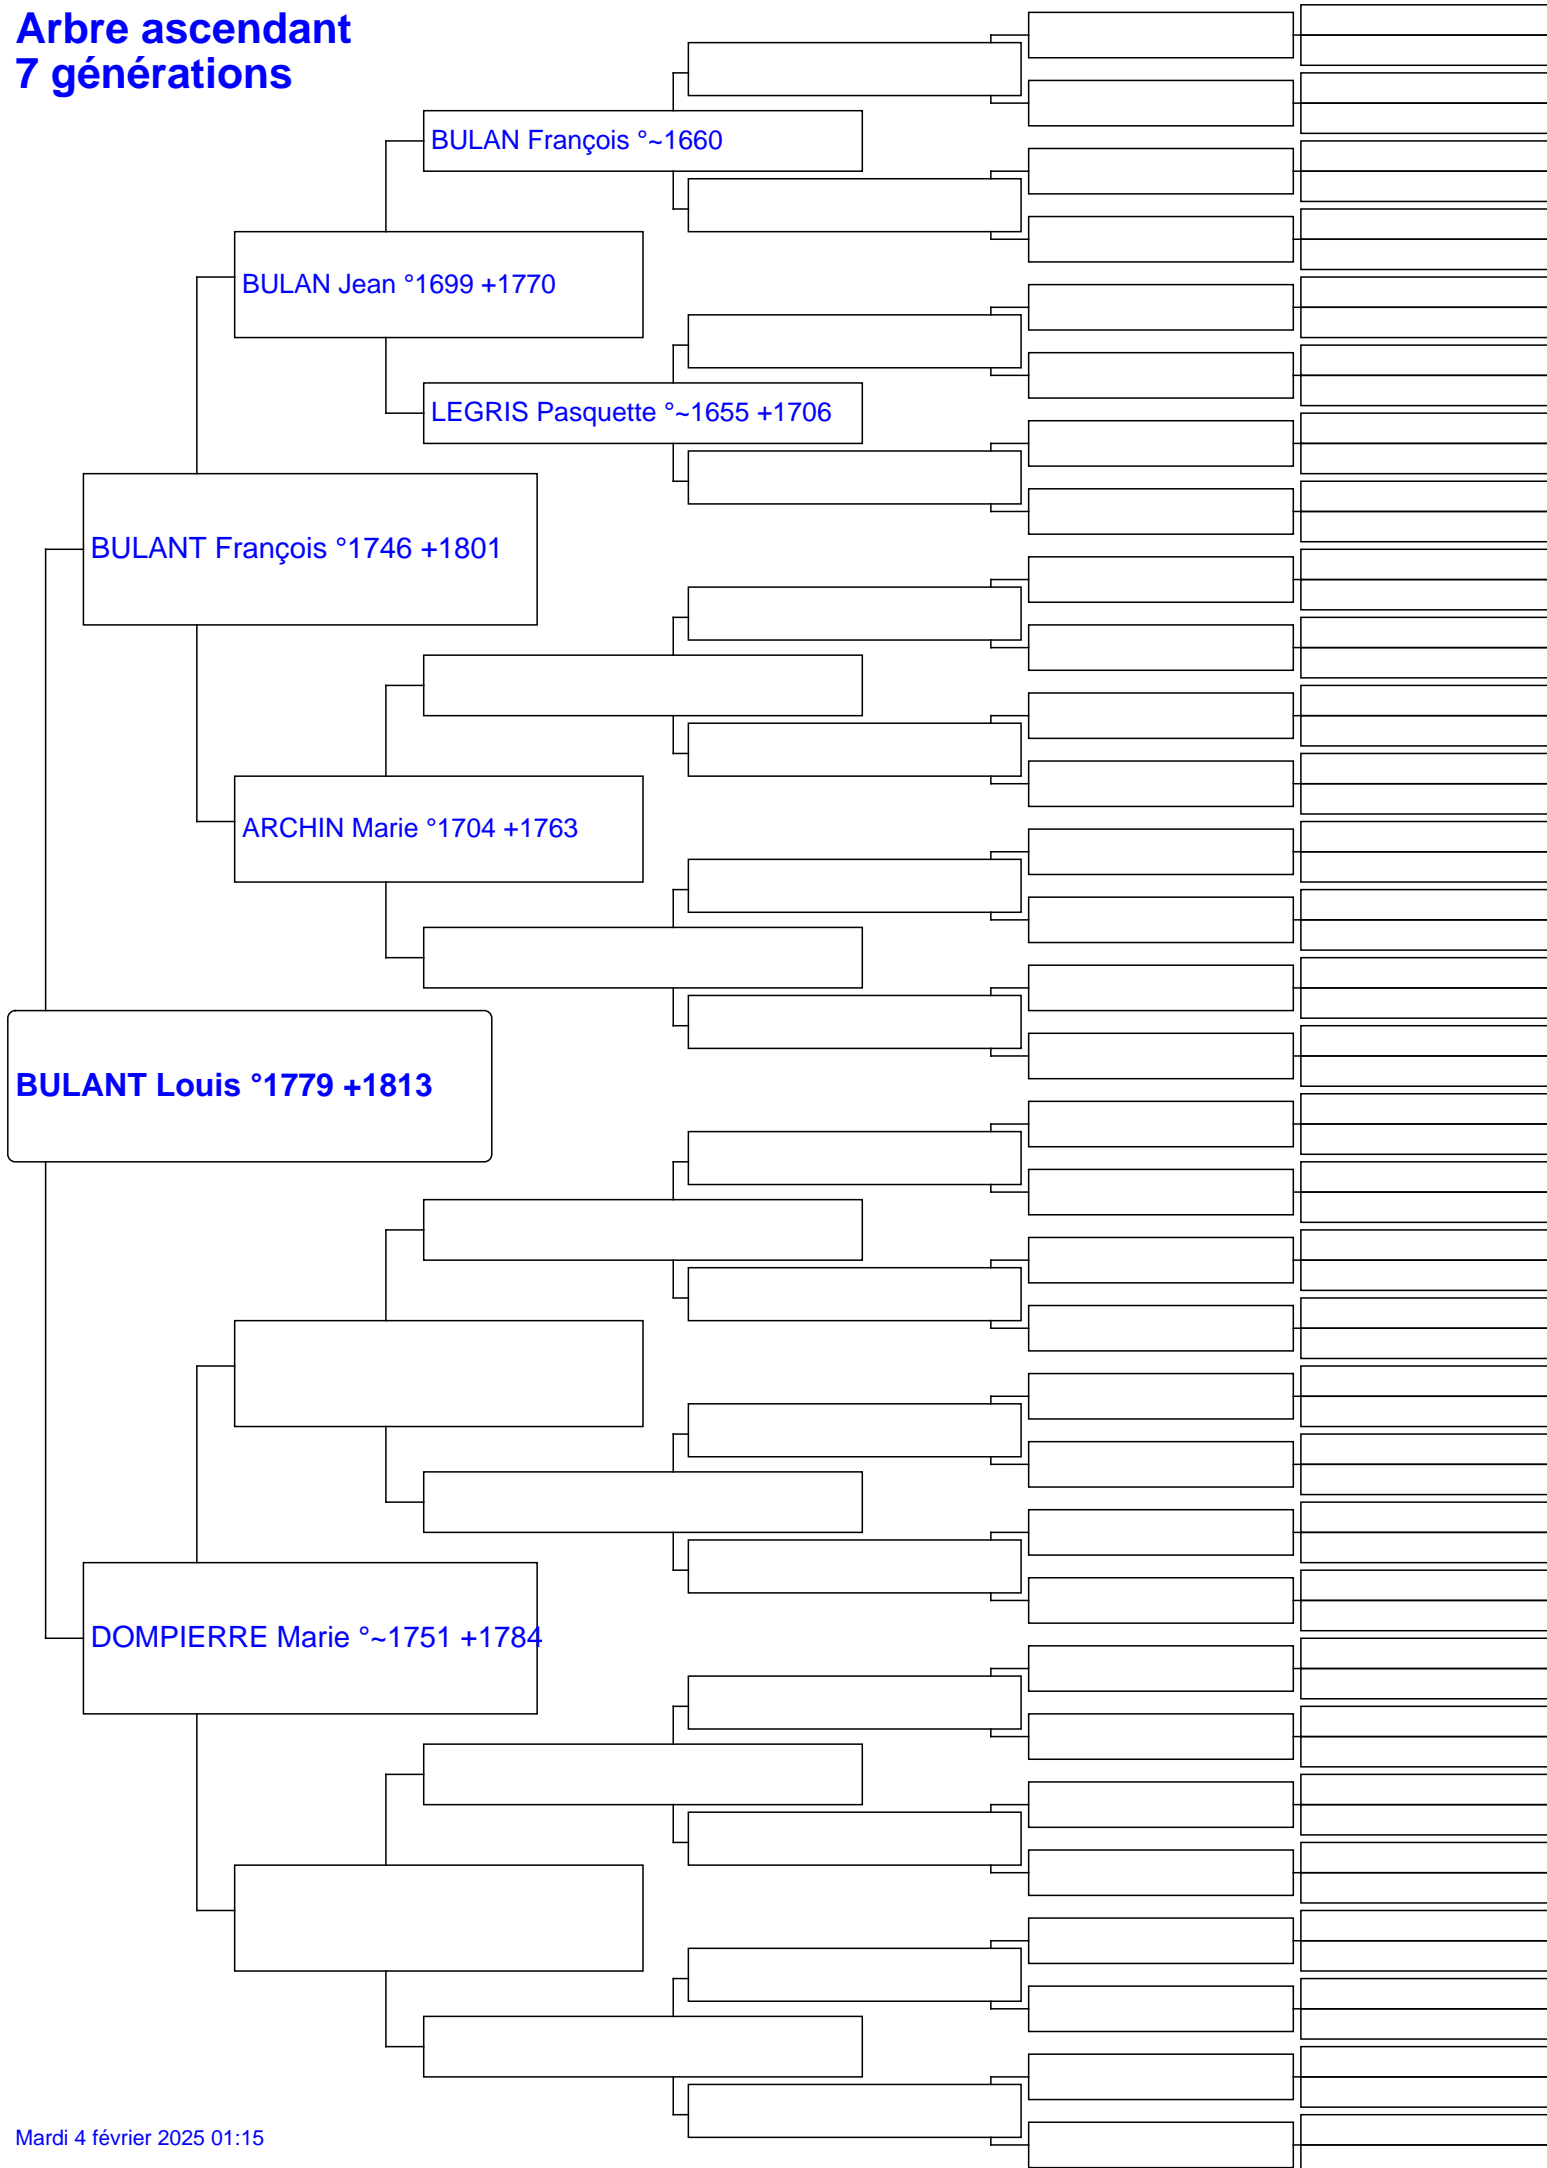 Arbre ascendant
7 générations
BULAN François °~1660
BULAN Jean °1699 +1770
LEGRIS Pasquette °~1655 +1706
BULANT François °1746 +1801
ARCHIN Marie °1704 +1763
BULANT Louis °1779 +1813
DOMPIERRE Marie °~1751 +1784
Mardi 4 février 2025 01:15